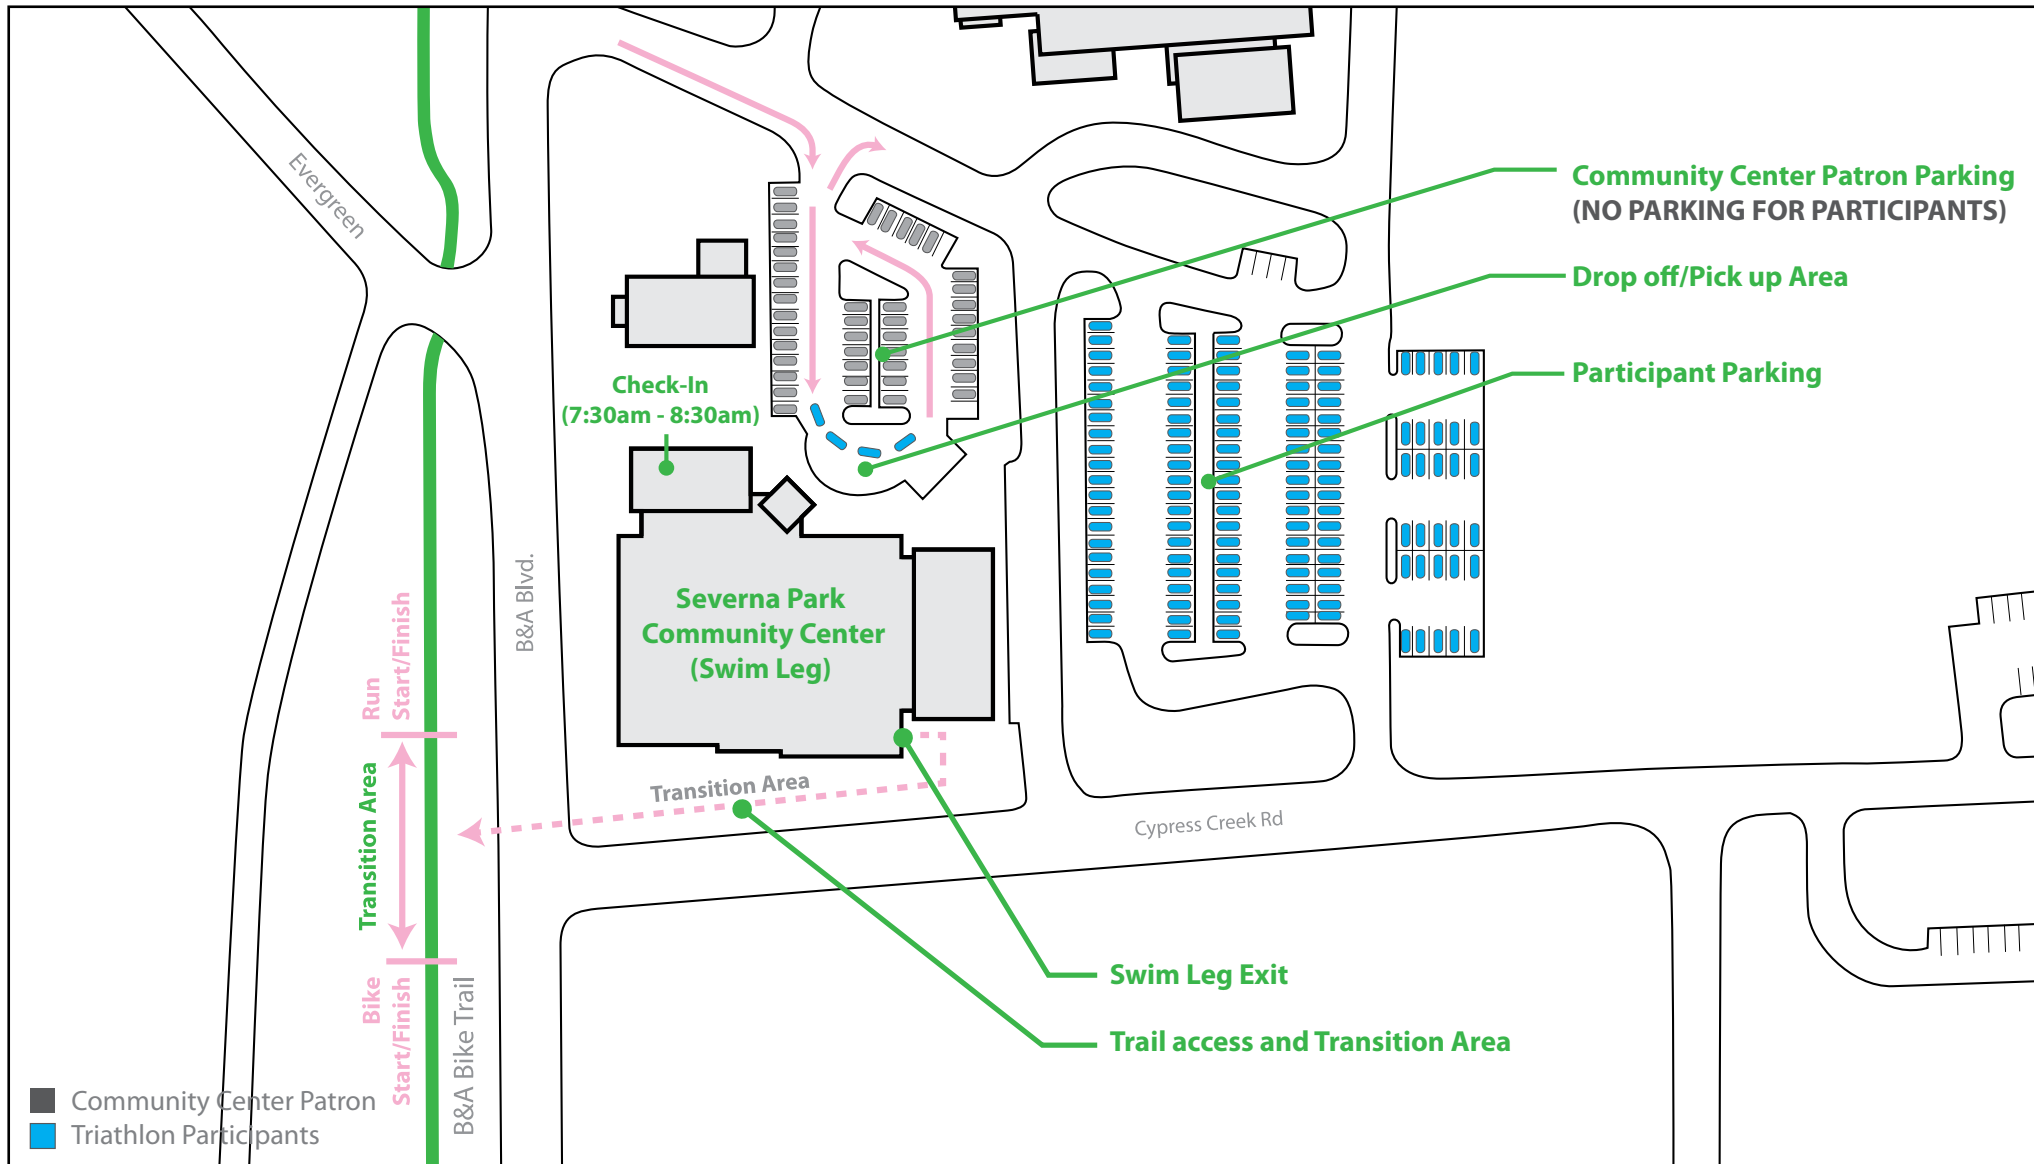 Evergreen
Community Center Patron Parking
(NO PARKING FOR PARTICIPANTS)
Drop off/Pick up Area
Participant Parking
Check-In
(7:30am - 8:30am)
B&A Blvd.
Severna Park
Community Center
(Swim Leg)
Run
Start/Finish
Transition Area
Transition Area
Cypress Creek Rd
Bike
Start/Finish
B&A Bike Trail
Swim Leg Exit
Trail access and Transition Area
Community Center Patron
Triathlon Participants